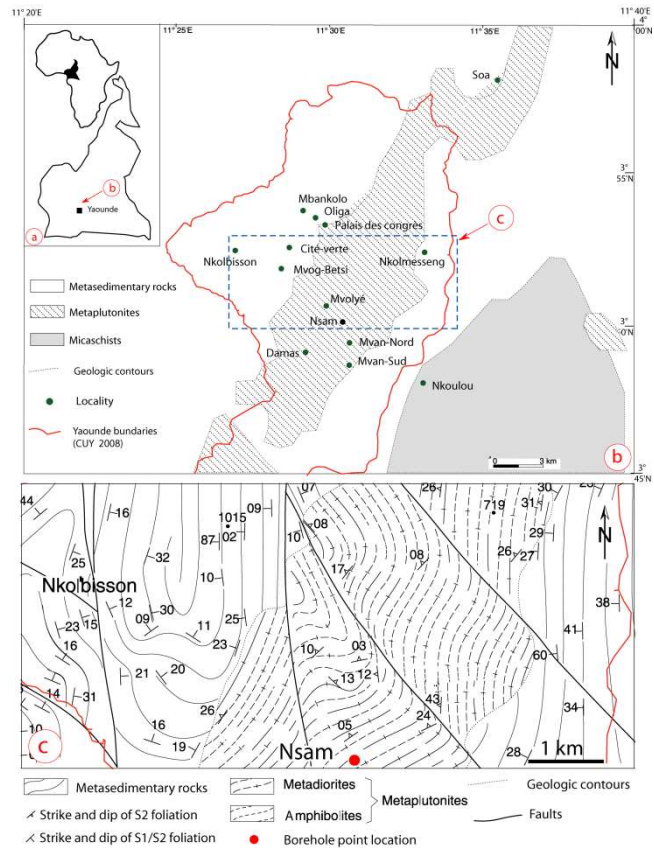 11° 20'E
11° 25'E
11° 30'E
11° 35'E
11° 40'E
4°
00'N
N
Soa
3°
55'N
b
Yaounde
a
Mbankolo
Oliga
Palais des congrès
c
Nkolbisson
Cité-verte
Mvog-Betsi
Nkolmesseng
Mvolyé
Nsam
3°
50'N
Damas
Mvan-Nord
Mvan-Sud
Nkoulou
Metasedimentary rocks
Metaplutonites
Micaschists
Geologic contours
Locality
Yaounde bundaries
(CUY 2008)
0 3 km
b
3°
45'N
44 16 1015 09 07 26 719 31 30
87 02 10 08 29 N
25 32 17 08 26 27
Nkolbisson 10
12 30 38
23 15 09 11 25 23 03 41
16 10 60
21 20 13 12
14 31 26 43 34
16 05 24
c 19 28
Nsam 1 km
Metasedimentary rocks
Strike and dip of S2 foliation
Strike and dip of S1/S2 foliation
Metadiorites
Amphibolites
Metaplutonites
Borehole point location
Geologic contours
Faults